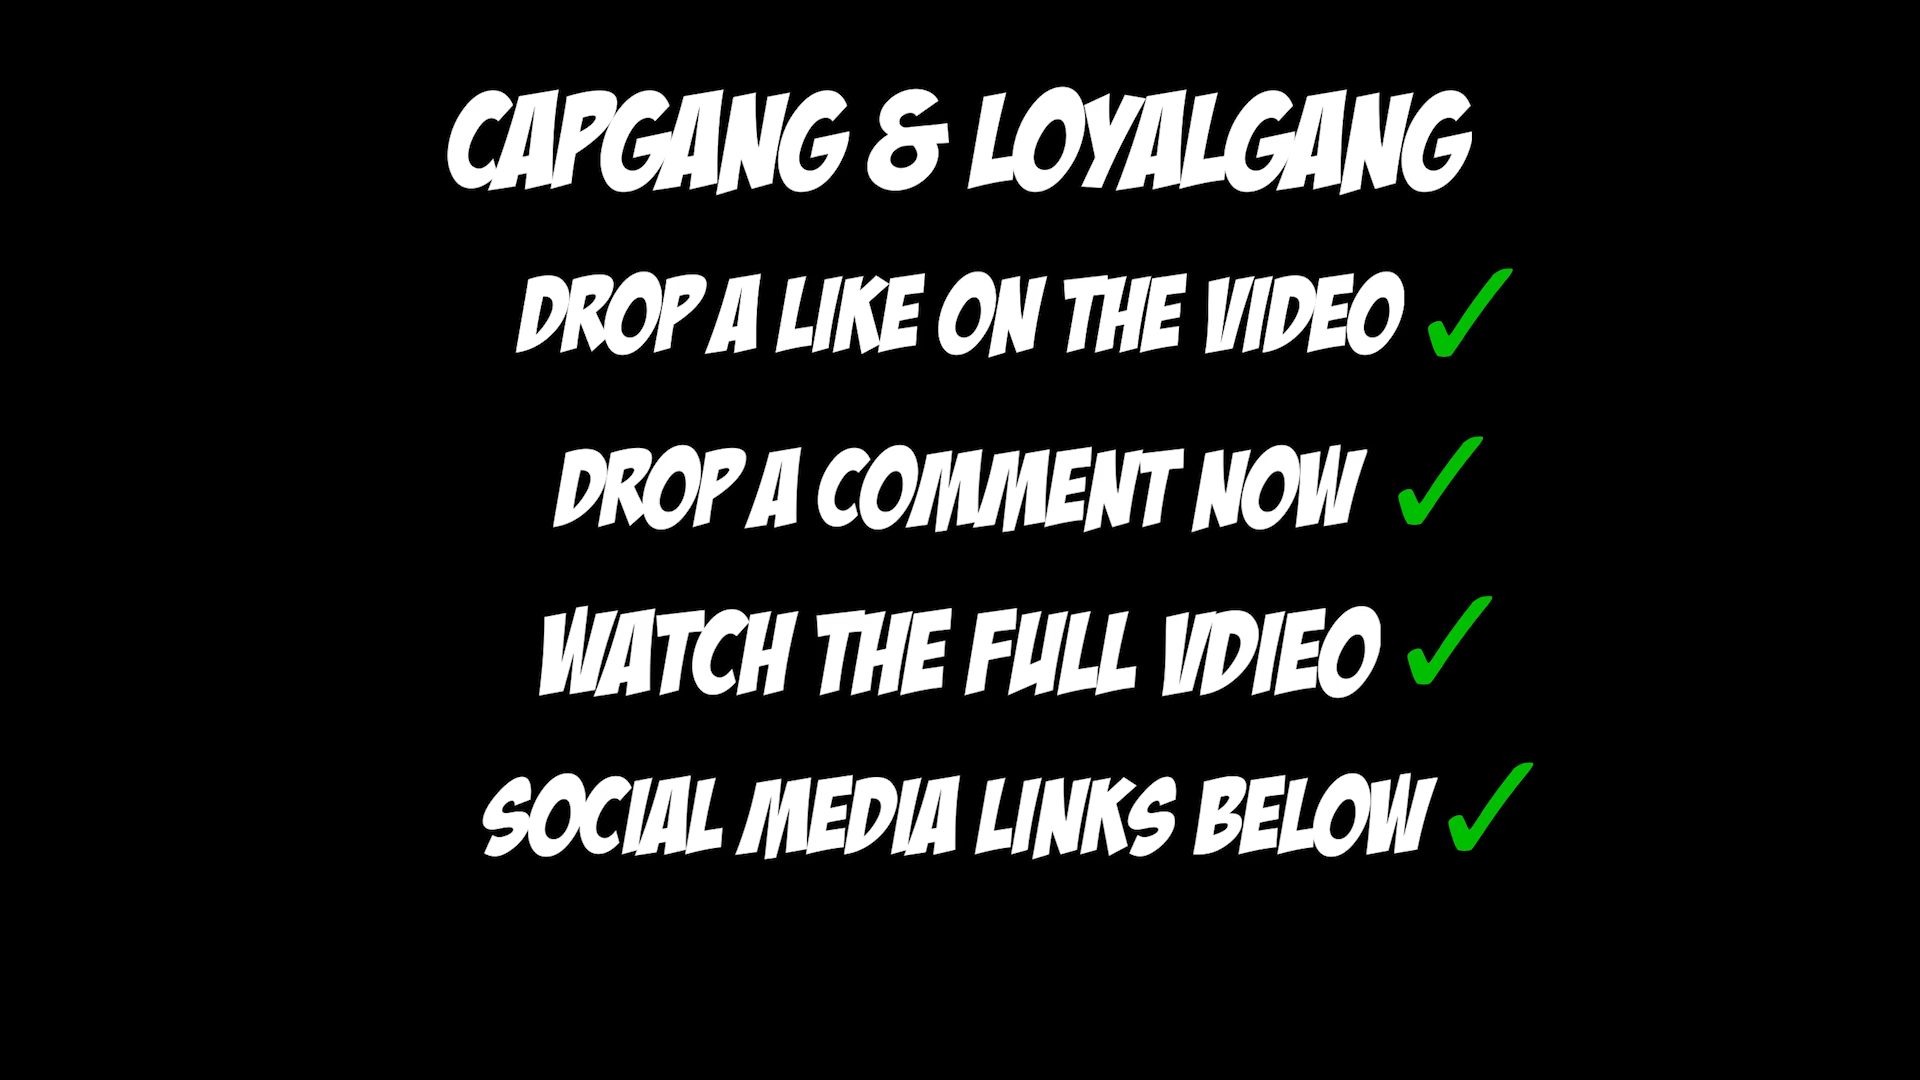 CAPGANG & LOYALGANG
DROP A LIKE ON THE VIDEO ✓
DROP A COMMENT NOW ✓
WATCH THE FULL VDIEO ✓
SOCIAL MEDIA LINKS BELOW ✓